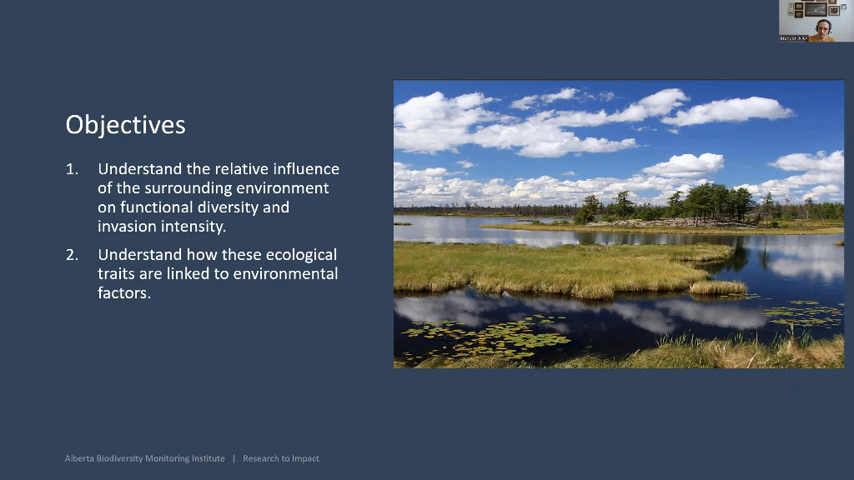 Objectives
1. Understand the relative influence
of the surrounding environment
on functional diversity and
invasion intensity.
2. Understand how these ecological
traits are linked to environmental
factors.
Alberta Biodiversity Monitoring Institute | Research to Impact